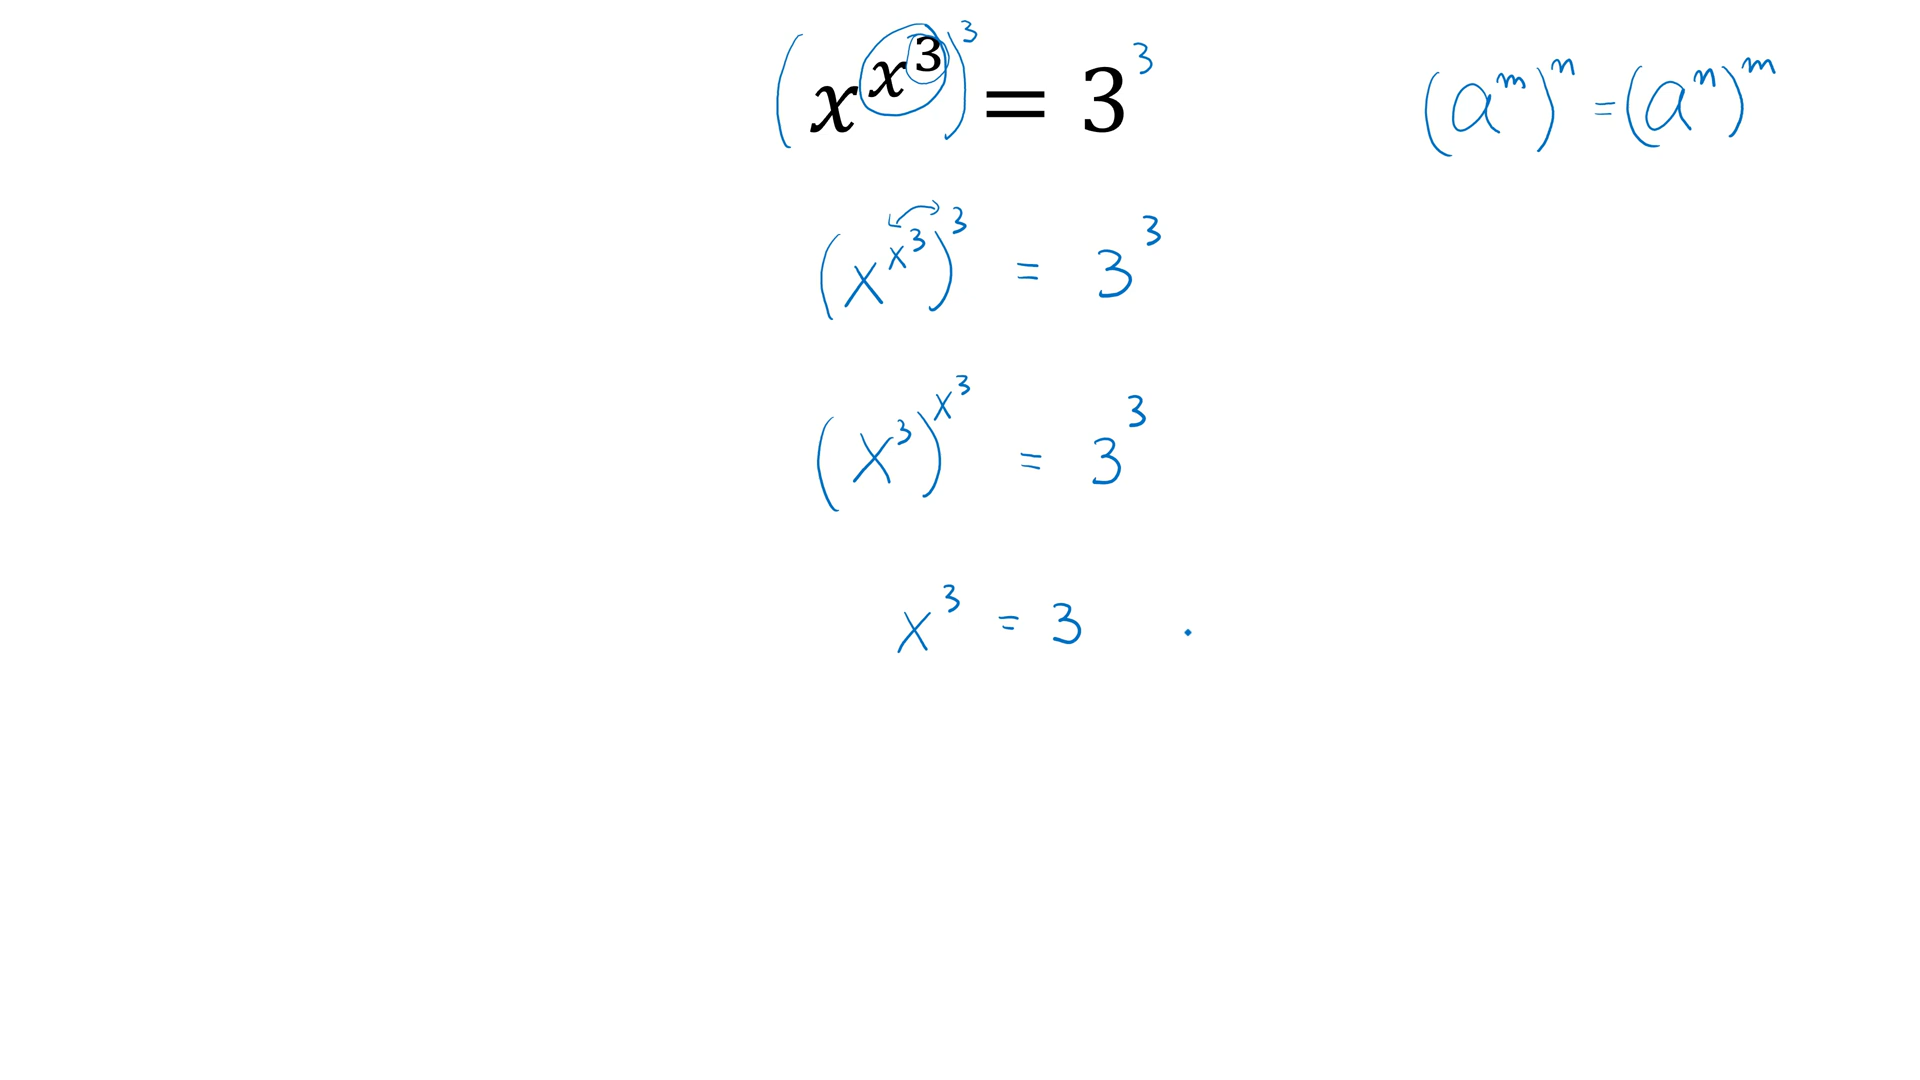 (x^{x^3})^3 = 3^3
(a^m)^n = (a^n)^m
(x^{x^3})^3 = 3^3
(x^3)^{x^3} = 3^3
x^3 = 3 .